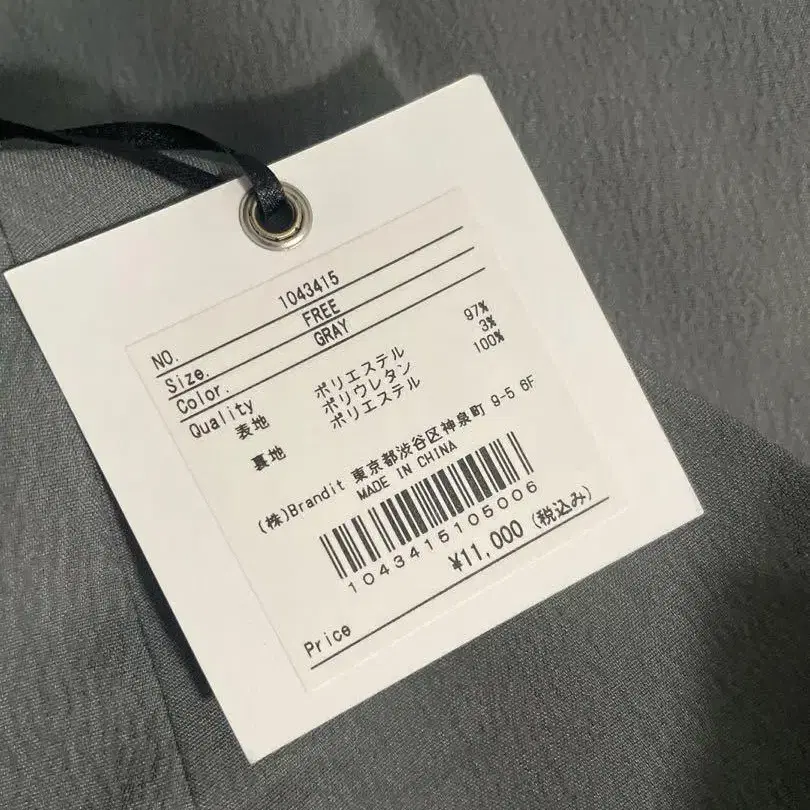 NO. 1043415
Size. FREE
Color. GRAY
Quality
表地 ポリエステル 97%
ポリウレタン 3%
裏地 ポリエステル 100%
(株)Brandit 東京都渋谷区神泉町 9-5 6F
MADE IN CHINA
1043415105006
Price ¥11,000 (税込み)